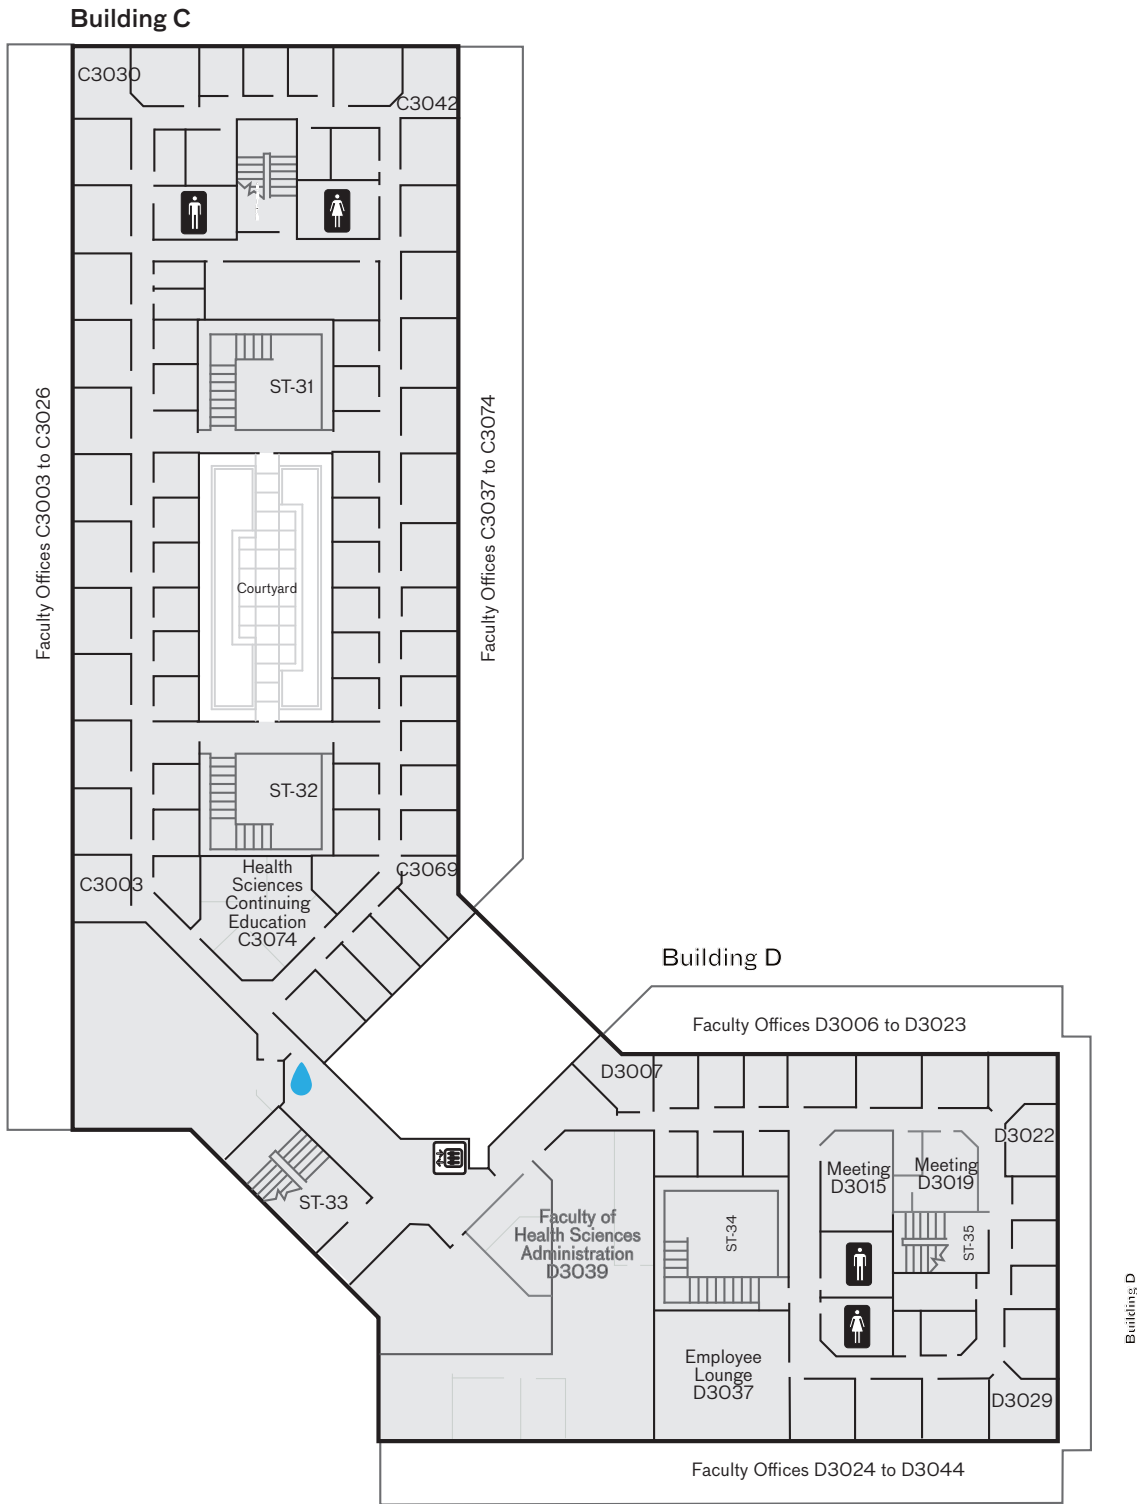 Building C
C3030
C3042
ST-31
Faculty Offices C3003 to C3026
Faculty Offices C3037 to C3074
Courtyard
ST-32
C3003
Health
Sciences
Continuing
Education
C3074
C3069
Building D
Faculty Offices D3006 to D3023
D3007
D3022
Meeting
D3015
Meeting
D3019
ST-33
Faculty of
Health Sciences
Administration
D3039
ST-34
ST-35
Building D
Employee
Lounge
D3037
D3029
Faculty Offices D3024 to D3044